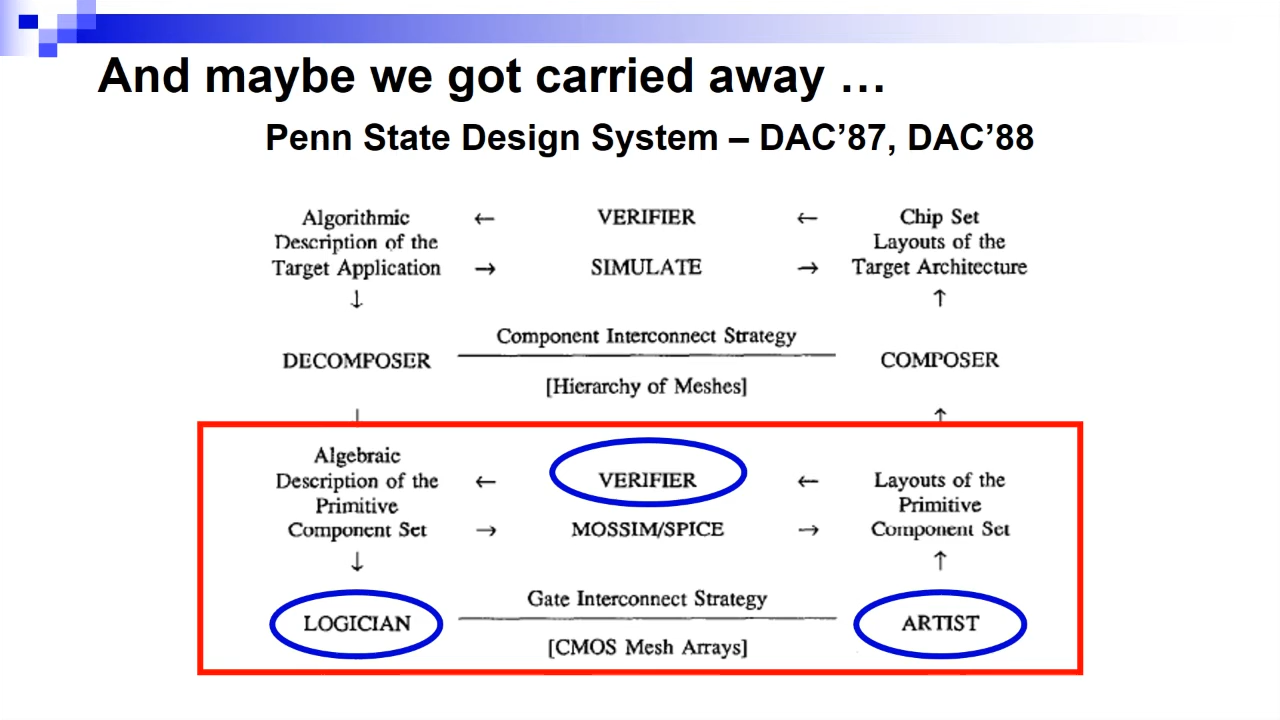 And maybe we got carried away …
Penn State Design System – DAC’87, DAC’88
Algorithmic ← VERIFIER ← Chip Set
Description of the Layouts of the
Target Application → SIMULATE → Target Architecture
↓ ↑
Component Interconnect Strategy
DECOMPOSER COMPOSER
[Hierarchy of Meshes]
↑
Algebraic
Description of the ← VERIFIER ← Layouts of the
Primitive Primitive
Component Set → MOSSIM/SPICE → Component Set
↓ ↑
Gate Interconnect Strategy
LOGICIAN ARTIST
[CMOS Mesh Arrays]